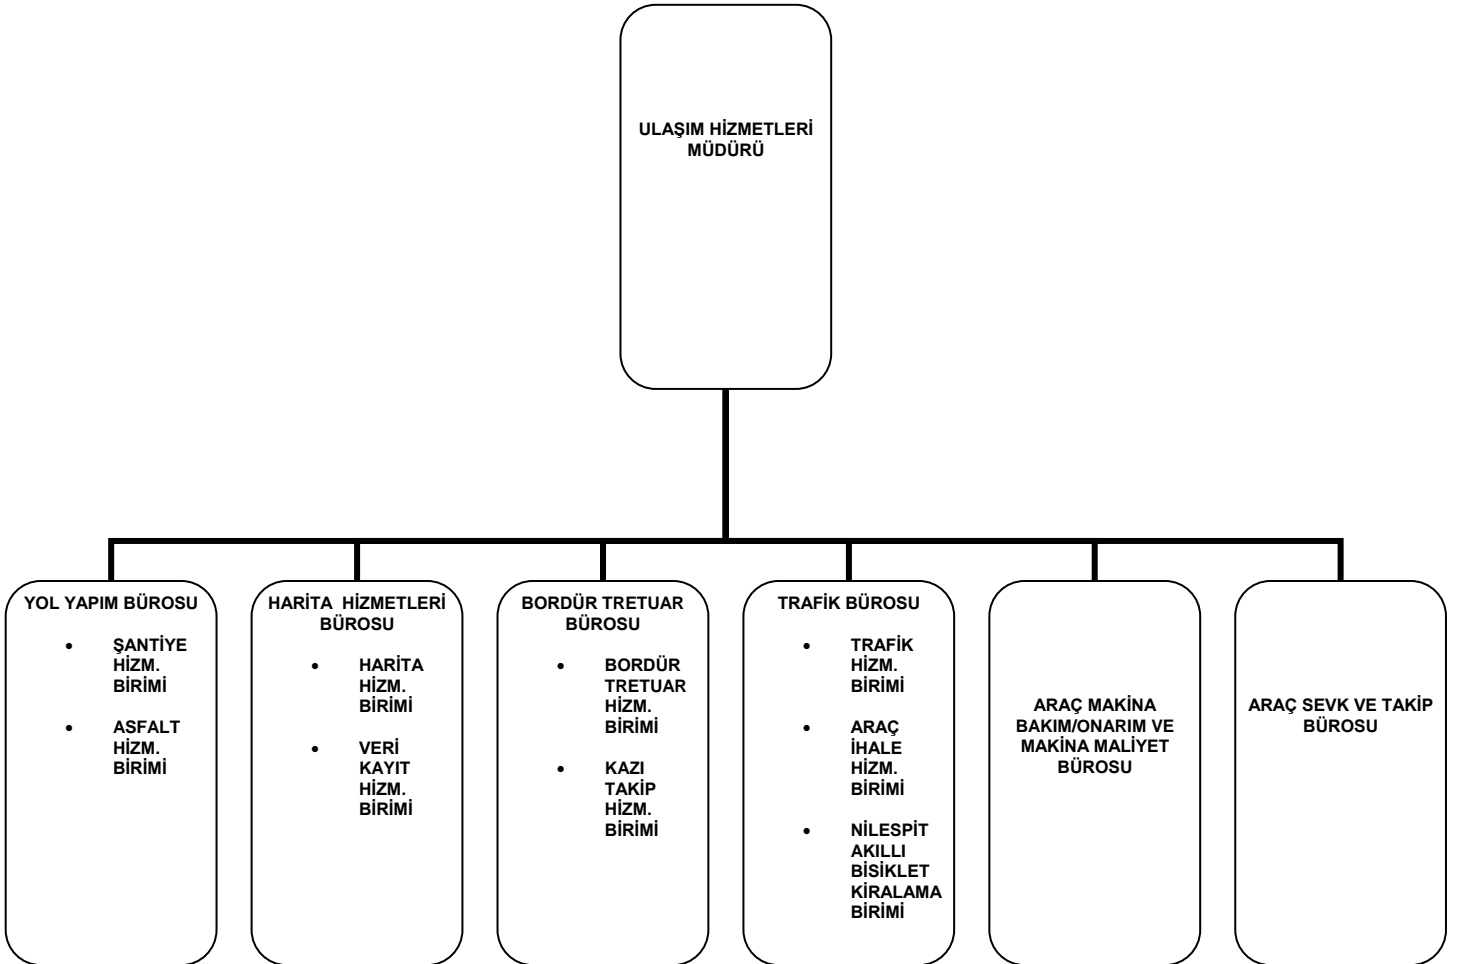 ULAŞIM HİZMETLERİ
MÜDÜRÜ
YOL YAPIM BÜROSU
• ŞANTİYE
HİZM.
BİRİMİ
• ASFALT
HİZM.
BİRİMİ
HARİTA HİZMETLERİ
BÜROSU
• HARİTA
HİZM.
BİRİMİ
• VERİ
KAYIT
HİZM.
BİRİMİ
BORDÜR TRETUAR
BÜROSU
• BORDÜR
TRETUAR
HİZM.
BİRİMİ
• KAZI
TAKİP
HİZM.
BİRİMİ
TRAFİK BÜROSU
• TRAFİK
HİZM.
BİRİMİ
• ARAÇ
İHALE
HİZM.
BİRİMİ
• NİLESPİT
AKILLI
BİSİKLET
KİRALAMA
BİRİMİ
ARAÇ MAKİNA
BAKIM/ONARIM VE
MAKİNA MALİYET
BÜROSU
ARAÇ SEVK VE TAKİP
BÜROSU